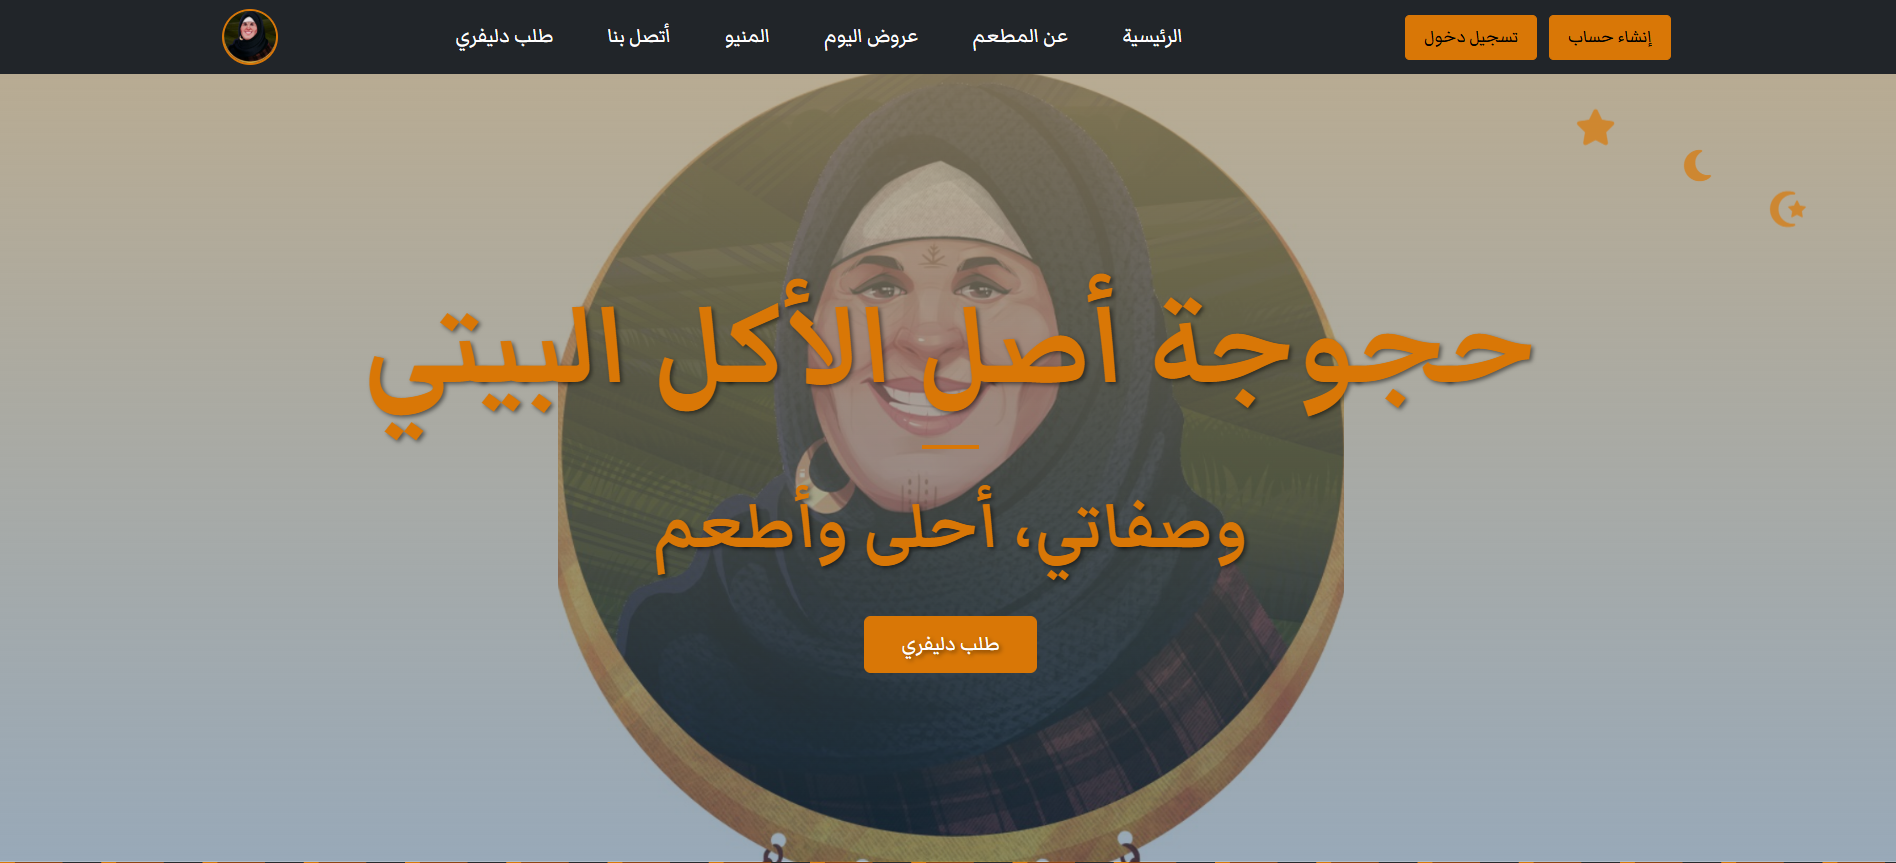 إنشاء حساب
تسجيل دخول
الرئيسية
عن المطعم
عروض اليوم
المنيو
أتصل بنا
طلب دليفري
حجوجة أصل الأكل البيتي
وصفاتي، أحلى وأطعم
طلب دليفري